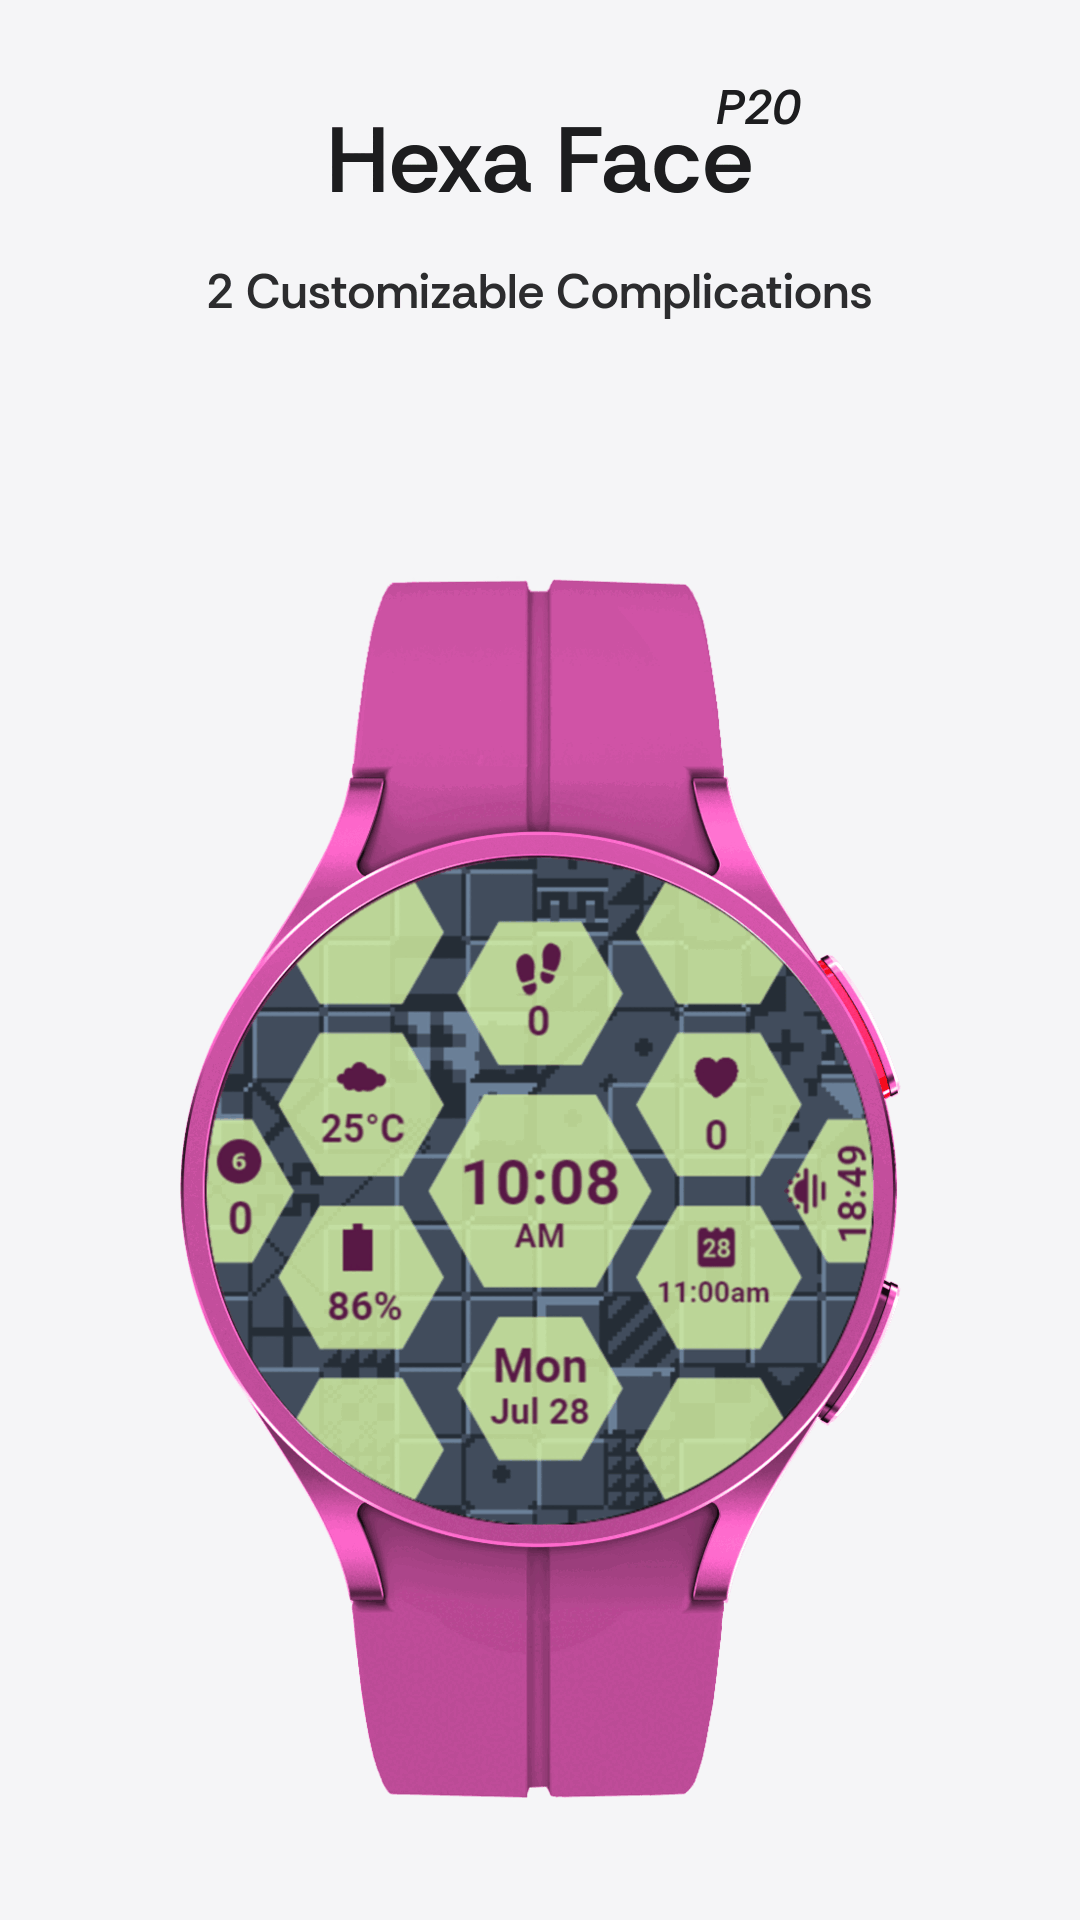 P20
Hexa Face
2 Customizable Complications
0
25°C
0
6
0
10:08
AM
18:49
86%
28
11:00am
Mon
Jul 28